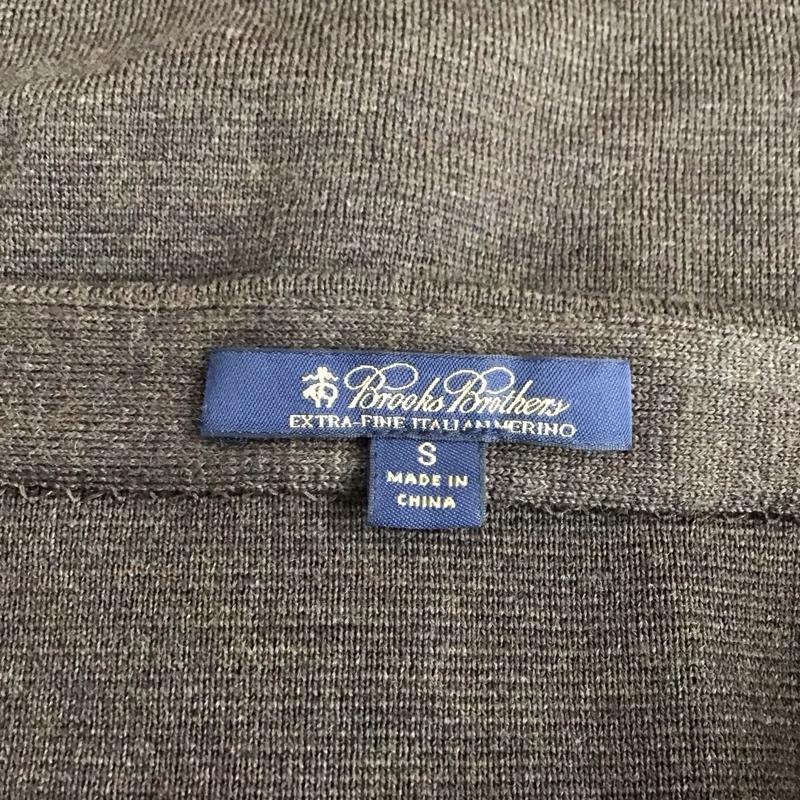 Brooks Brothers
EXTRA-FINE ITALIAN MERINO
S
MADE IN
CHINA